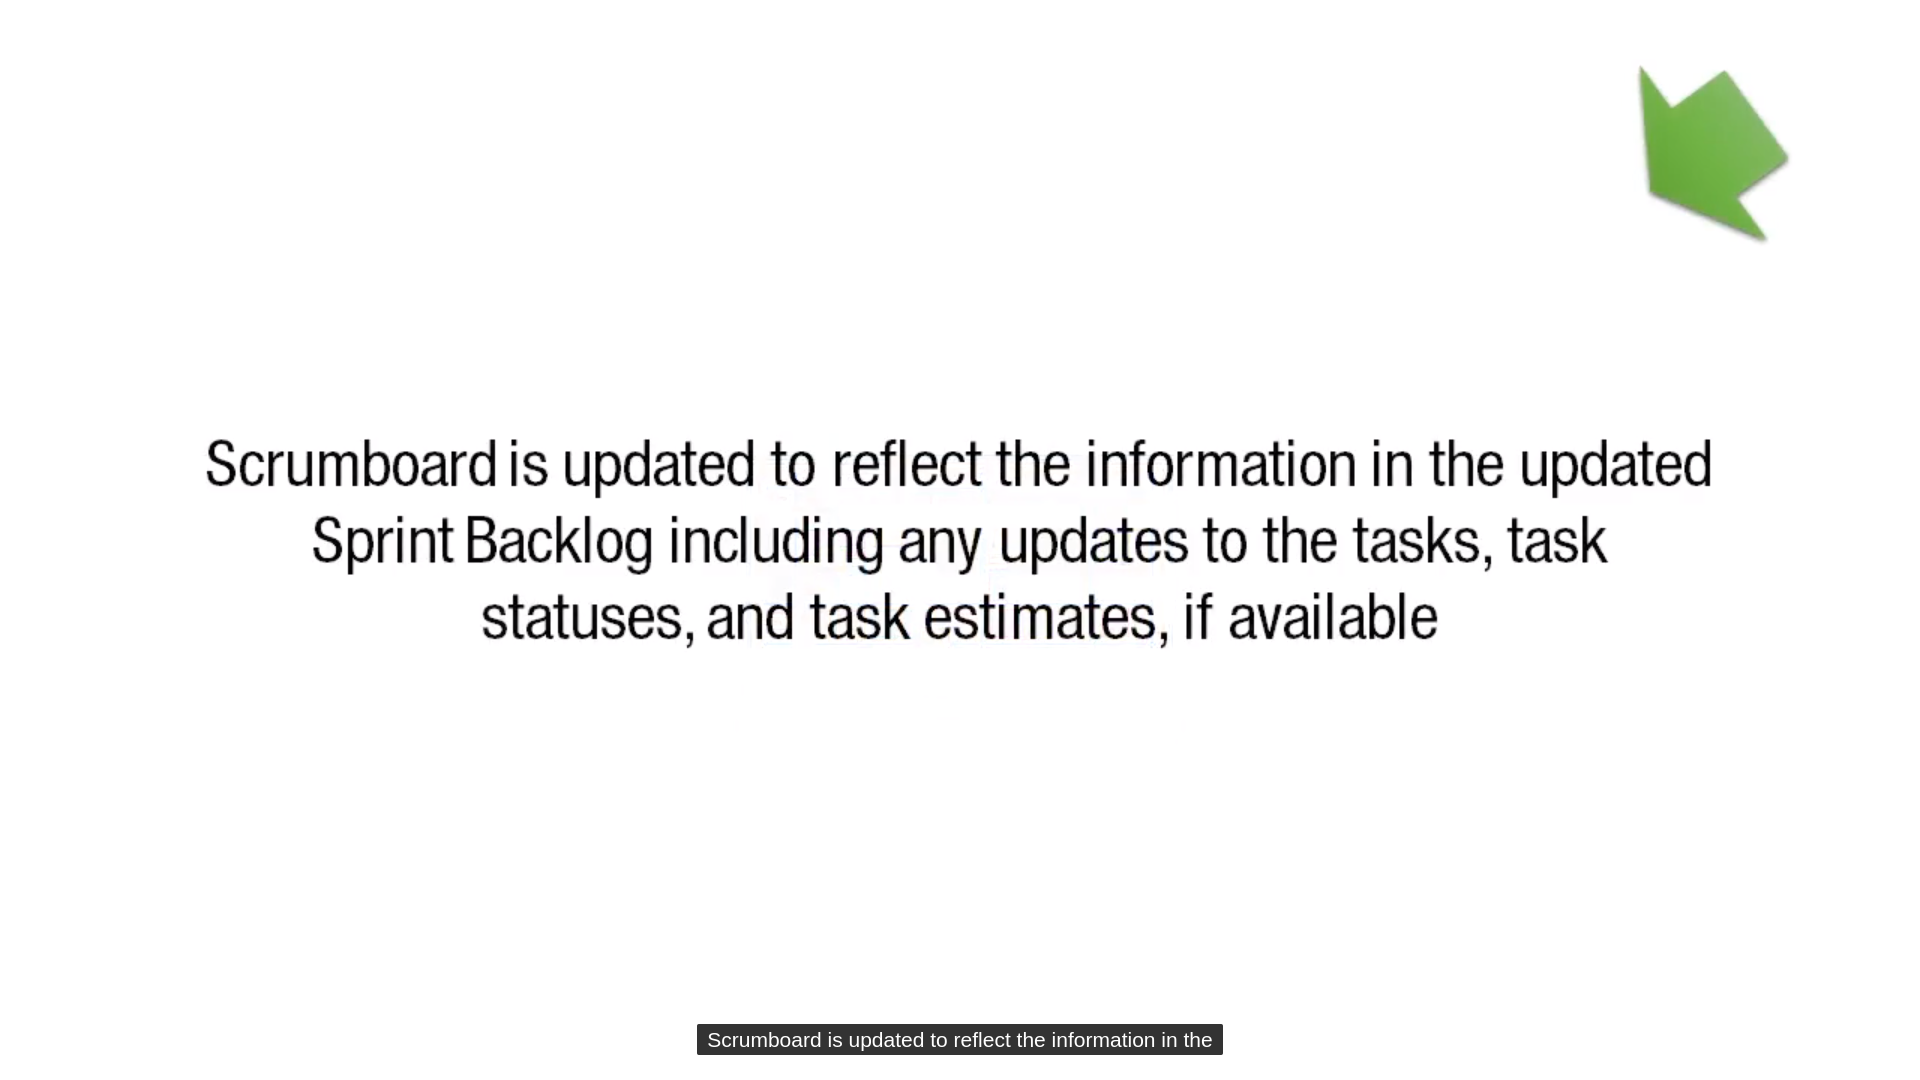 Scrumboard is updated to reflect the information in the updated
Sprint Backlog including any updates to the tasks, task
statuses, and task estimates, if available
Scrumboard is updated to reflect the information in the